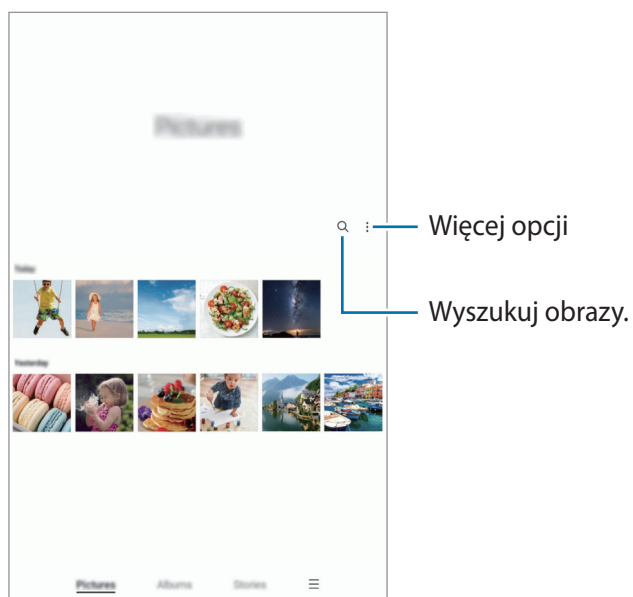 Pictures
Więcej opcji
Today
Wyszukuj obrazy.
Yesterday
Pictures Albums Stories